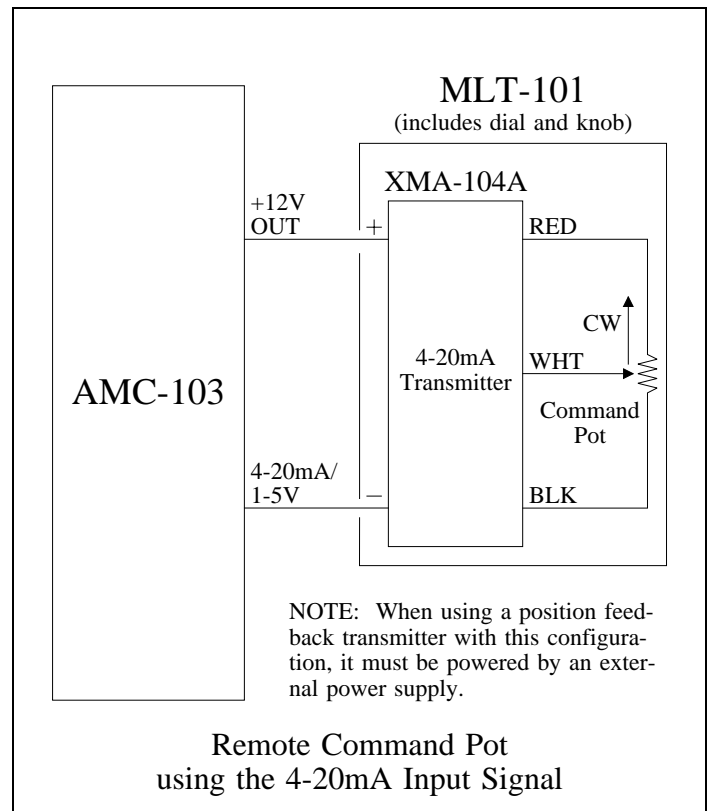 MLT-101
(includes dial and knob)
XMA-104A
+12V
OUT
+
RED
CW
AMC-103
4-20mA
Transmitter
WHT
Command
Pot
4-20mA/
1-5V
−
BLK
NOTE: When using a position feed-
back transmitter with this configura-
tion, it must be powered by an exter-
nal power supply.
Remote Command Pot
using the 4-20mA Input Signal